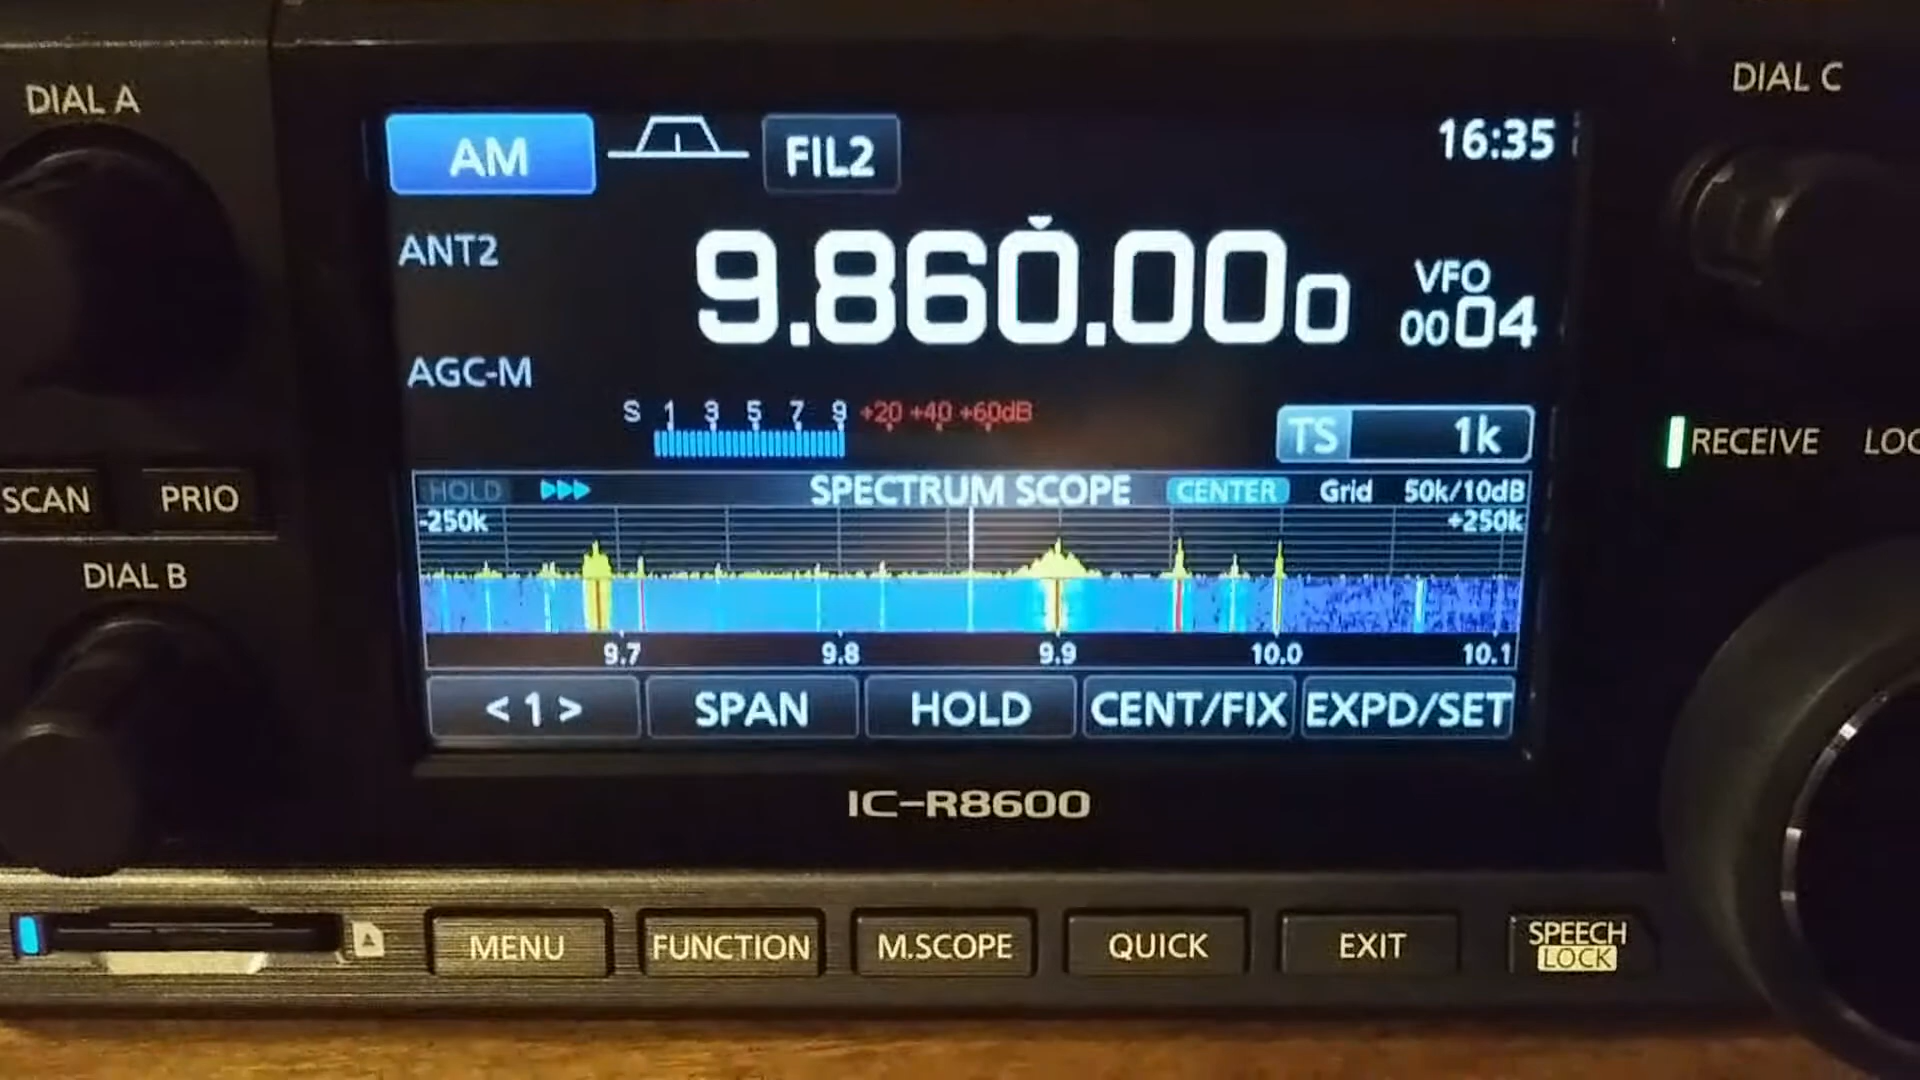 DIAL A
DIAL C
AM
FIL2
16:35
ANT2
9.860.000
VFO
0004
AGC-M
S 1 3 5 7 9 +20 +40 +60dB
TS 1k
RECEIVE
LOC
SCAN
PRIO
HOLD
SPECTRUM SCOPE
CENTER
Grid
50k/10dB
-250k
+250k
DIAL B
9.7 9.8 9.9 10.0 10.1
< 1 >
SPAN
HOLD
CENT/FIX
EXPD/SET
IC-R8600
MENU
FUNCTION
M.SCOPE
QUICK
EXIT
SPEECH
LOCK